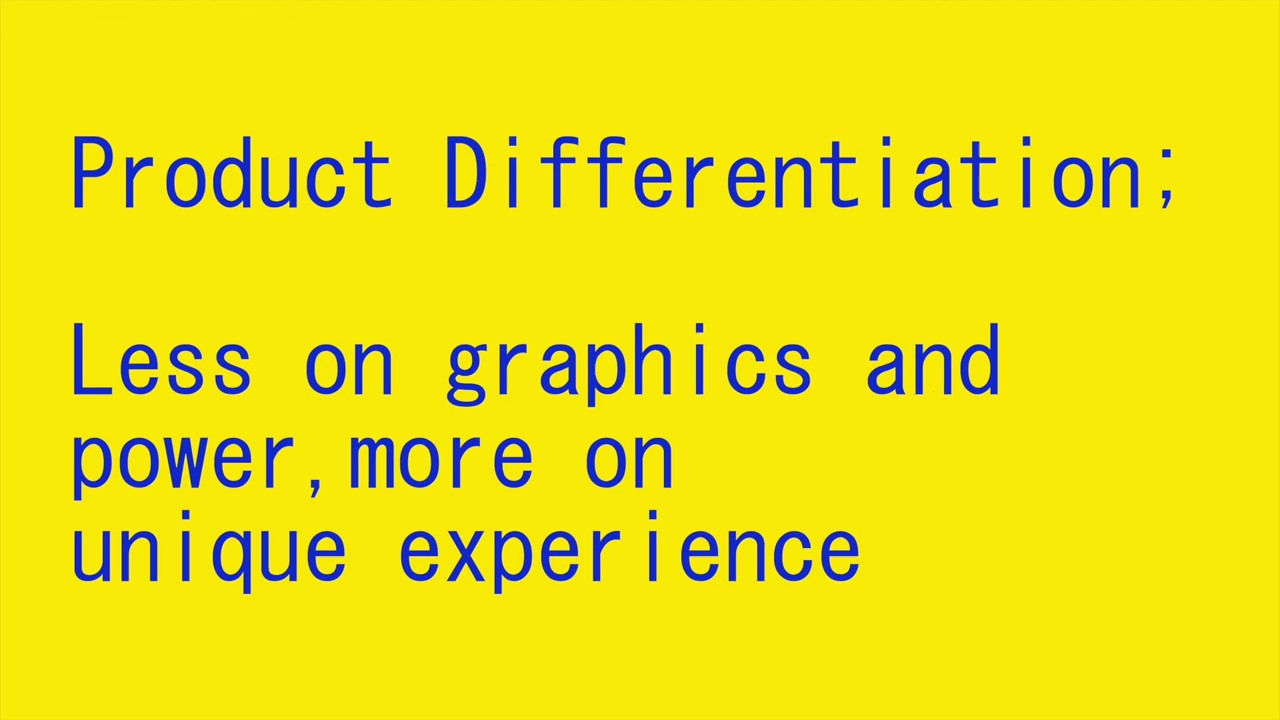 Product Differentiation;
Less on graphics and
power,more on
unique experience